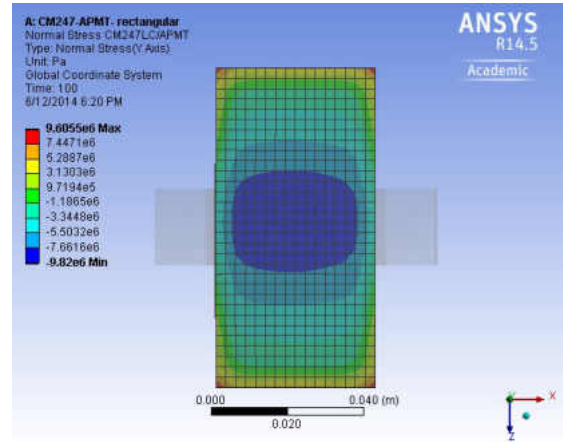 A: CM247-APMT- rectangular
Normal Stress CM247LC/APMT
Type: Normal Stress(Y Axis)
Unit: Pa
Global Coordinate System
Time: 100
6/12/2014 6:20 PM
9.6055e6 Max
7.4471e6
5.2887e6
3.1303e6
9.7194e5
-1.1865e6
-3.3448e6
-5.5032e6
-7.6616e6
-9.82e6 Min
ANSYS
R14.5
Academic
0.000
0.040 (m)
0.020
Y
X
Z